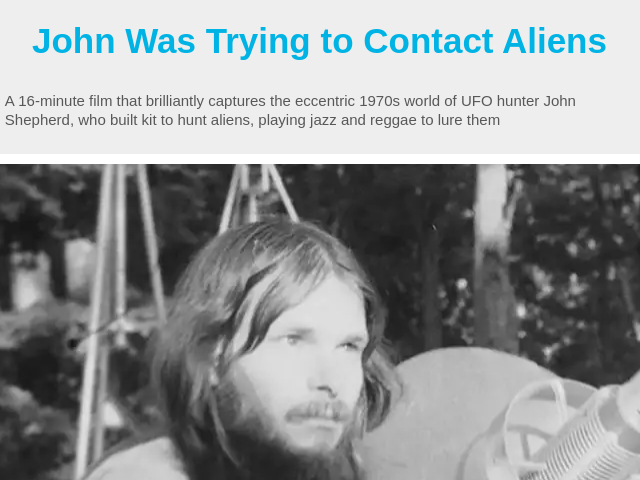 John Was Trying to Contact Aliens
A 16-minute film that brilliantly captures the eccentric 1970s world of UFO hunter John
Shepherd, who built kit to hunt aliens, playing jazz and reggae to lure them